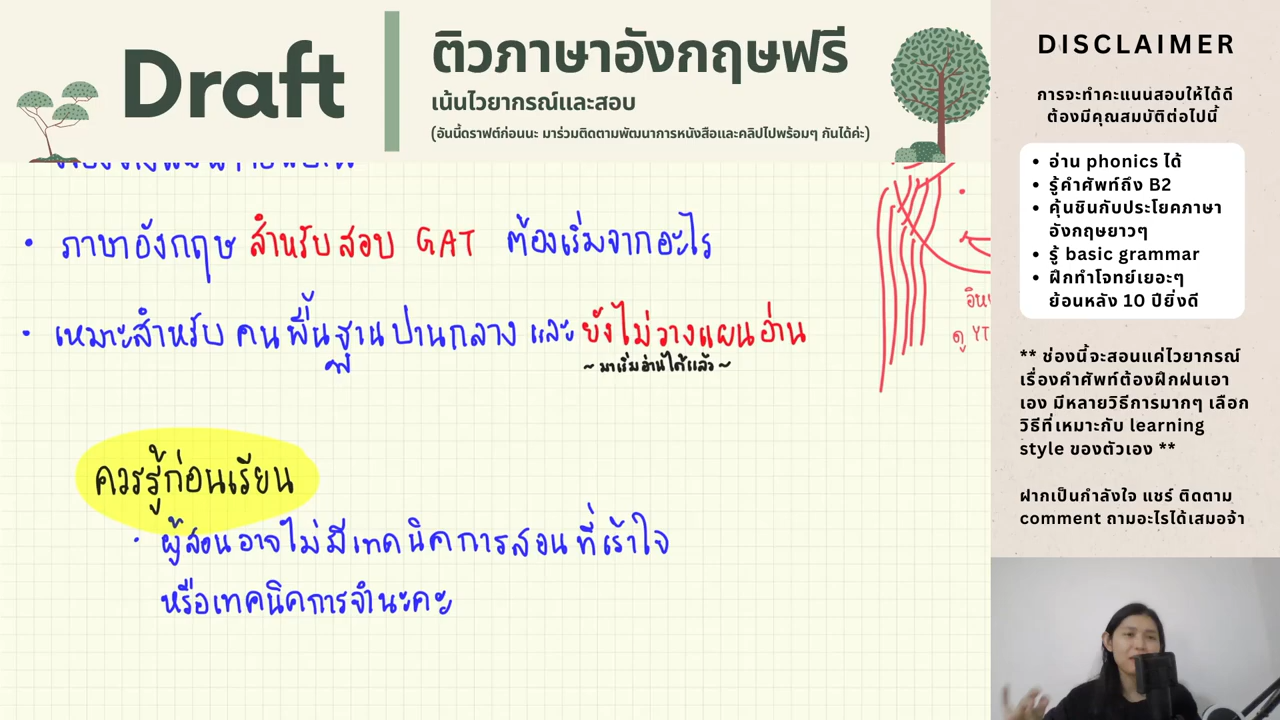 Draft
ติวภาษาอังกฤษฟรี
เน้นไวยากรณ์และสอบ
(อันนี้ดราฟต์ก่อนนะ มาร่วมติดตามพัฒนาการหนังสือและคลิปไปพร้อมๆ กันได้ค่ะ)
• ภาษาอังกฤษ สำหรับสอบ GAT ต้องเริ่มจากอะไร
• เหมาะสำหรับ คนพื้นฐานปานกลาง และ ยังไม่วางแผนอ่าน
~ มาเริ่มอ่านได้แล้ว ~
ดู YT
ควรรู้ก่อนเรียน
• ผู้สอนอาจไม่มีเทคนิคการสอนที่เร้าใจ
หรือเทคนิคการจำนะคะ
DISCLAIMER
การจะทำคะแนนสอบให้ได้ดี
ต้องมีคุณสมบัติต่อไปนี้
• อ่าน phonics ได้
• รู้คำศัพท์ถึง B2
• คุ้นชินกับประโยคภาษา
อังกฤษยาวๆ
• รู้ basic grammar
• ฝึกทำโจทย์เยอะๆ
ย้อนหลัง 10 ปียิ่งดี
** ช่องนี้จะสอนแค่ไวยากรณ์
เรื่องคำศัพท์ต้องฝึกฝนเอา
เอง มีหลายวิธีการมากๆ เลือก
วิธีที่เหมาะกับ learning
style ของตัวเอง **
ฝากเป็นกำลังใจ แชร์ ติดตาม
comment ถามอะไรได้เสมอจ้า